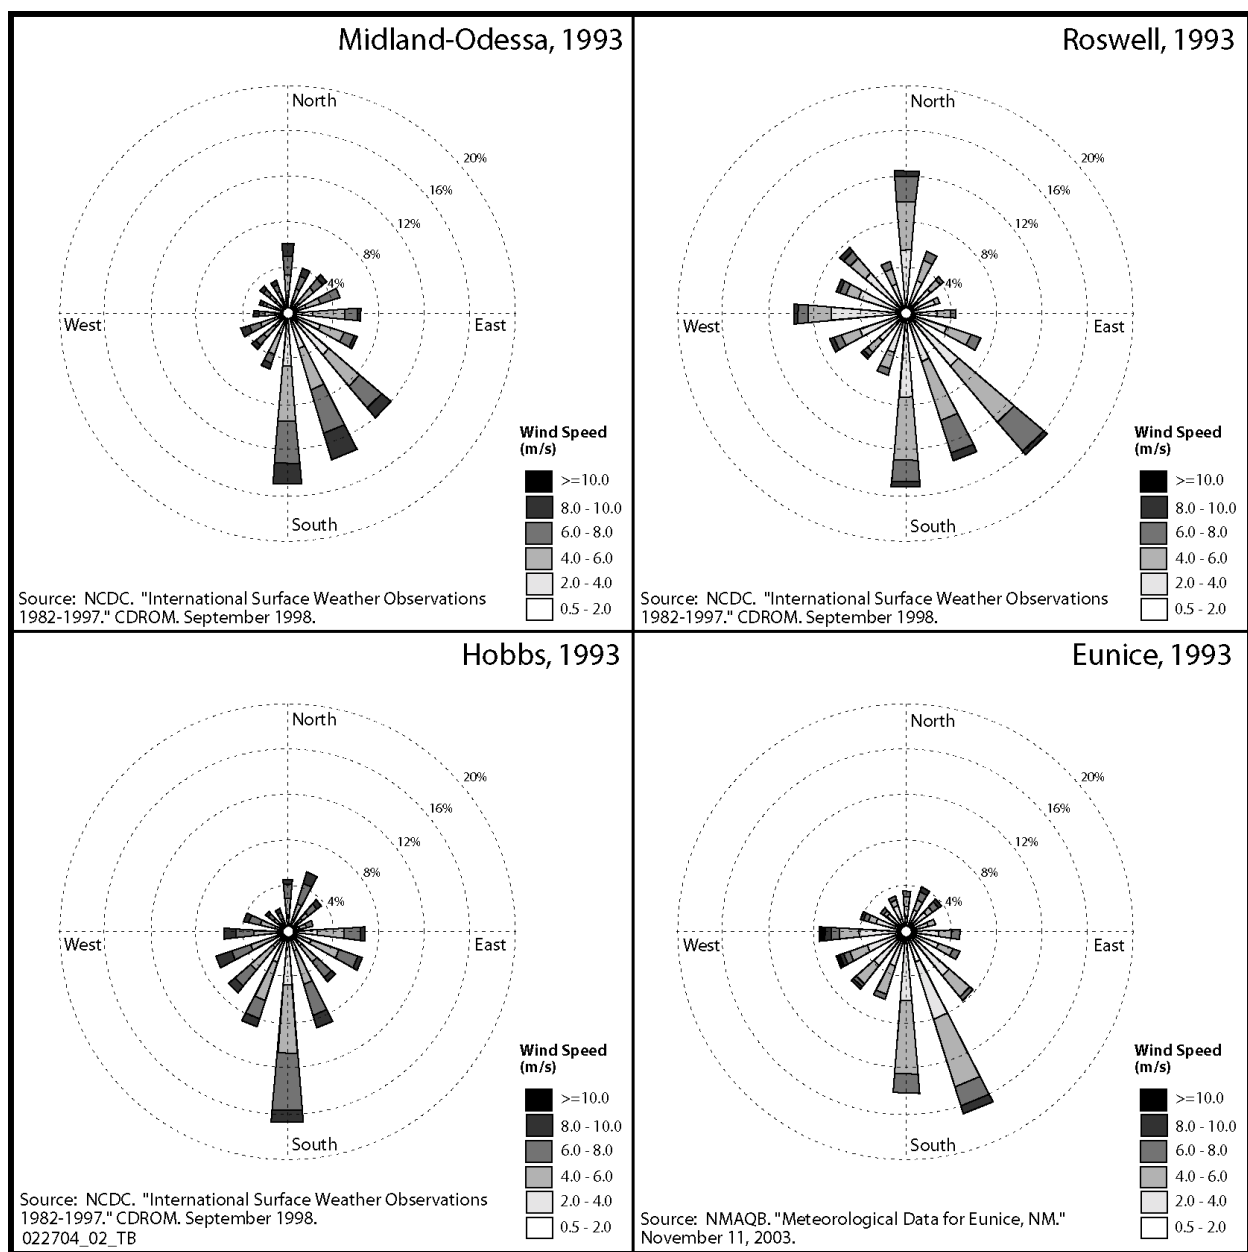 Midland-Odessa, 1993
North
20%
16%
12%
8%
4%
West
East
South
Wind Speed
(m/s)
>=10.0
8.0 - 10.0
6.0 - 8.0
4.0 - 6.0
2.0 - 4.0
0.5 - 2.0
Source: NCDC. "International Surface Weather Observations
1982-1997." CDROM. September 1998.
Roswell, 1993
North
20%
16%
12%
8%
4%
West
East
South
Wind Speed
(m/s)
>=10.0
8.0 - 10.0
6.0 - 8.0
4.0 - 6.0
2.0 - 4.0
0.5 - 2.0
Source: NCDC. "International Surface Weather Observations
1982-1997." CDROM. September 1998.
Hobbs, 1993
North
20%
16%
12%
8%
4%
West
East
South
Wind Speed
(m/s)
>=10.0
8.0 - 10.0
6.0 - 8.0
4.0 - 6.0
2.0 - 4.0
0.5 - 2.0
Source: NCDC. "International Surface Weather Observations
1982-1997." CDROM. September 1998.
022704_02_TB
Eunice, 1993
North
20%
16%
12%
8%
4%
West
East
South
Wind Speed
(m/s)
>=10.0
8.0 - 10.0
6.0 - 8.0
4.0 - 6.0
2.0 - 4.0
0.5 - 2.0
Source: NMAQB. "Meteorological Data for Eunice, NM."
November 11, 2003.